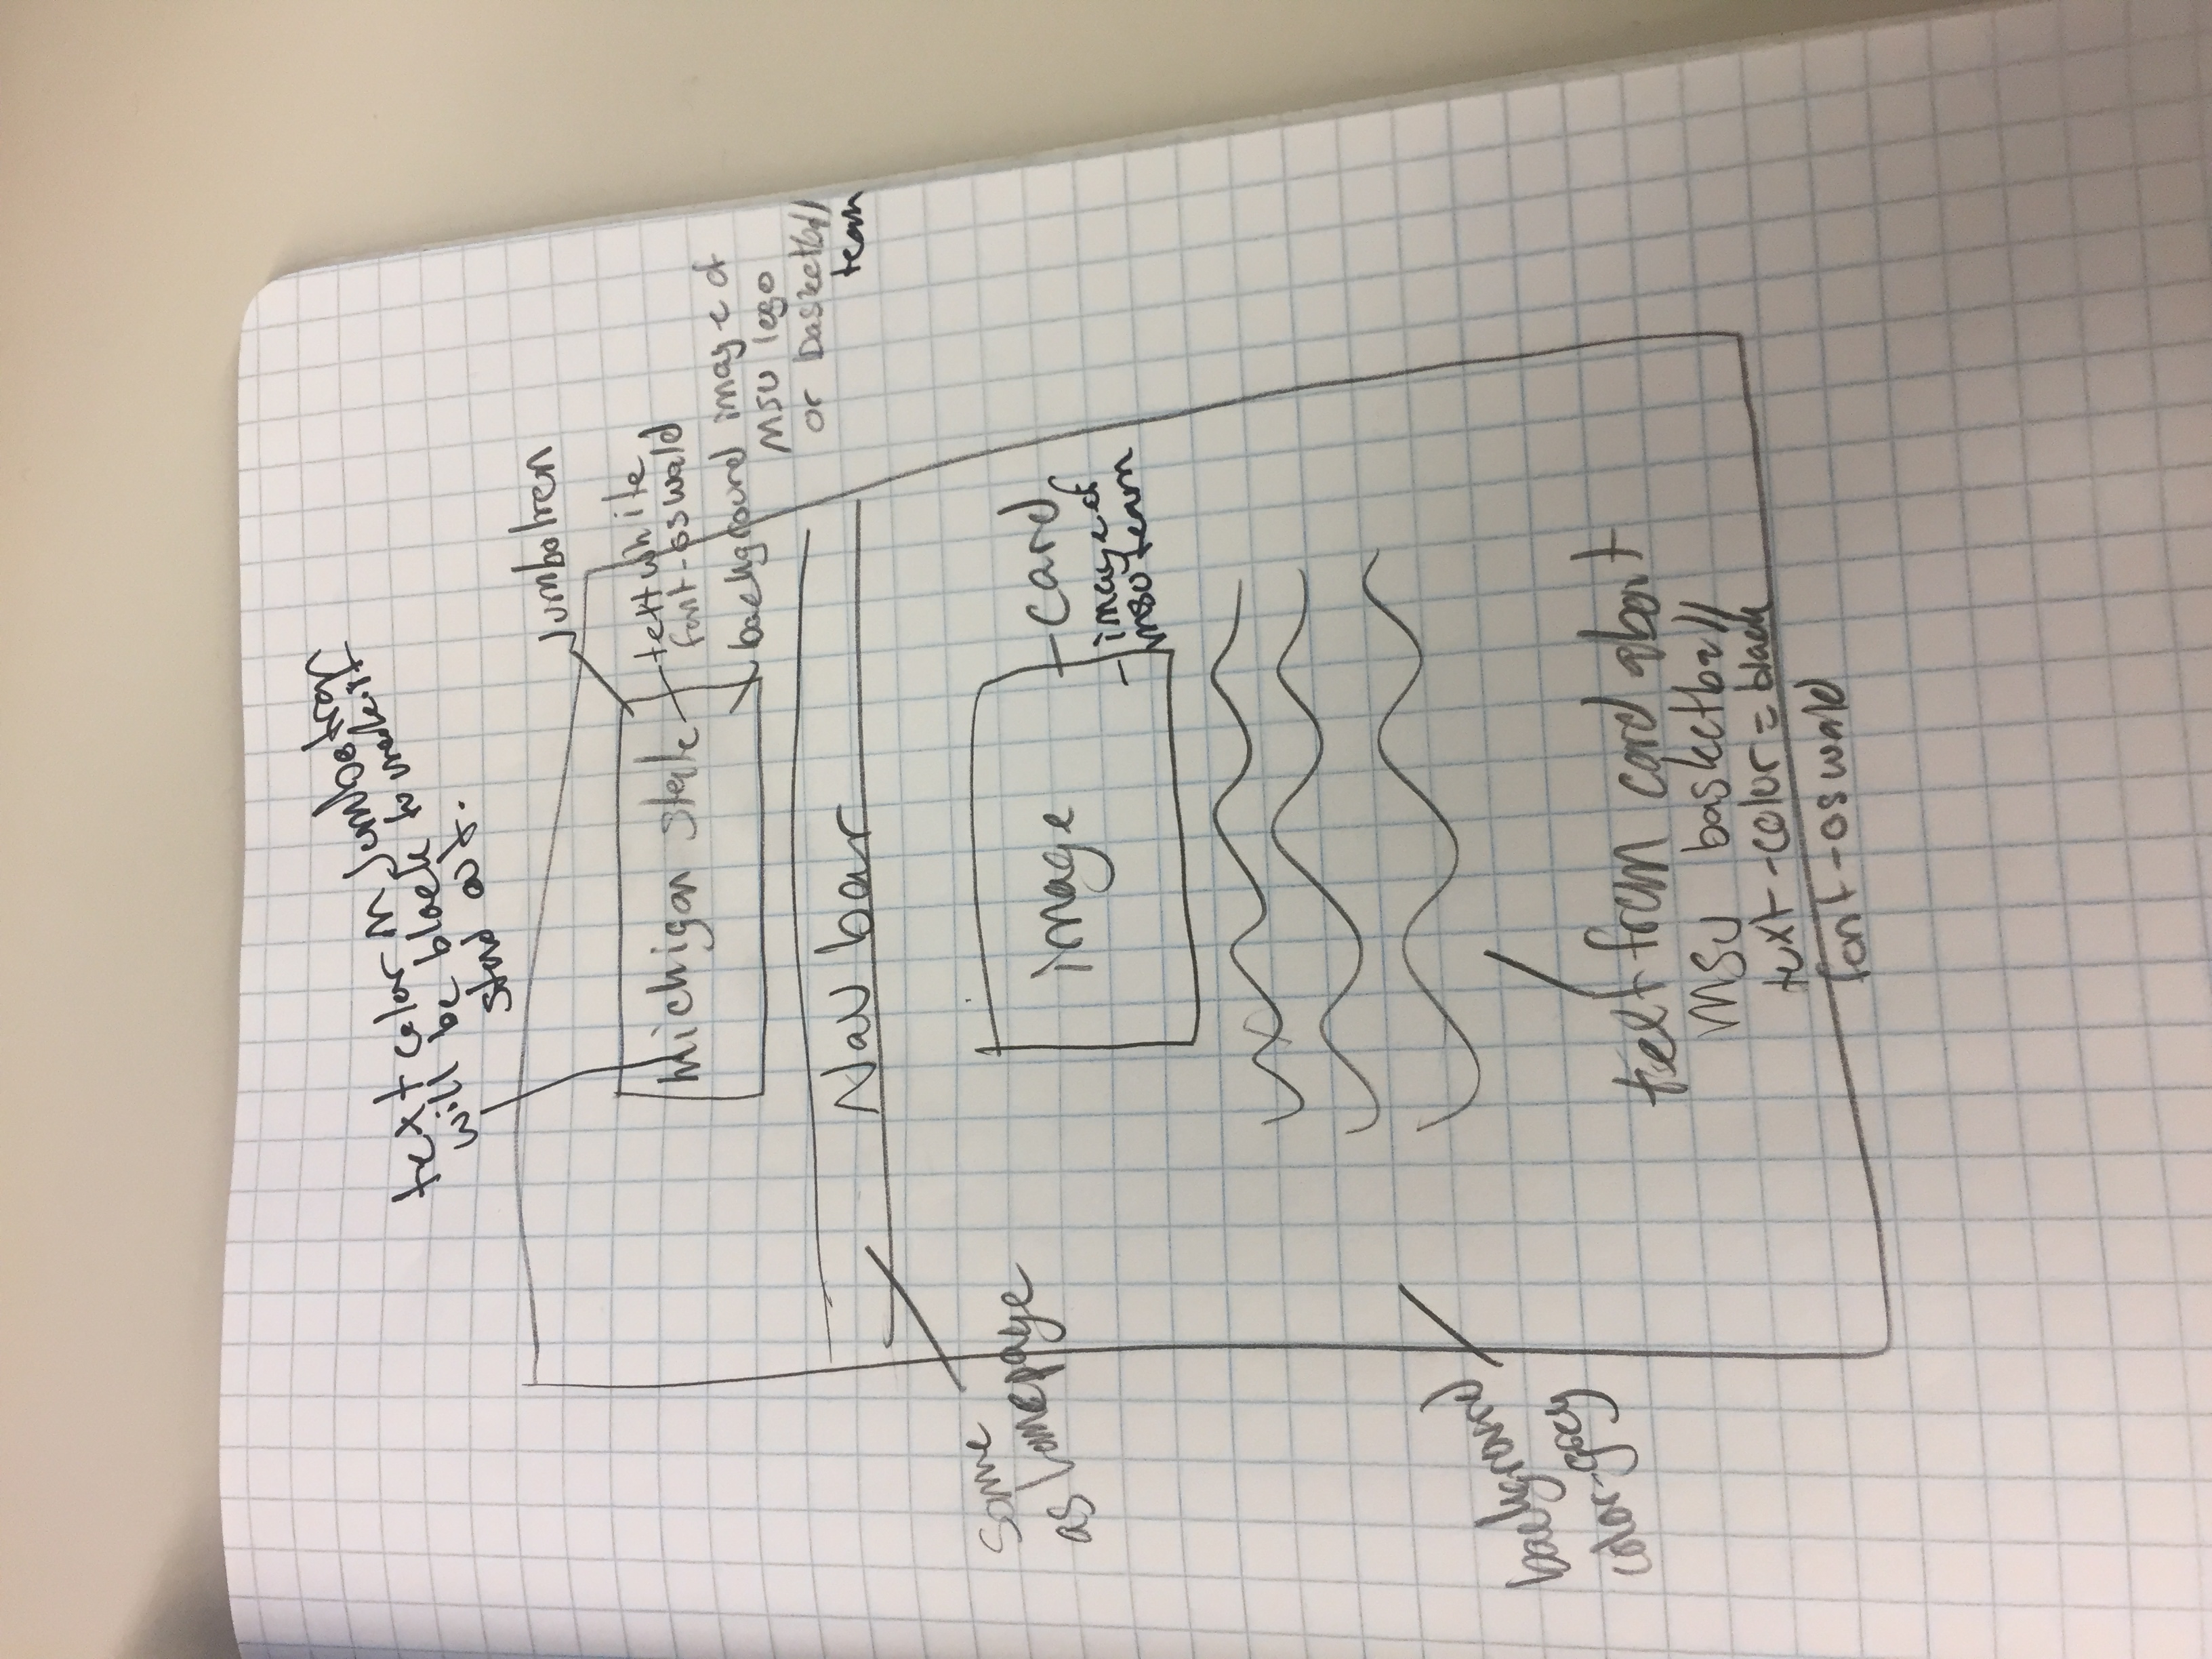 text color in Jumbotron
will be black to make it
stand out.
Jumbotron
Michigan State
text white
font-oswald
background image of
MSU logo
or basketball
team
Nav bar
Same
as homepage
image
card
image of
MSU team
background
color-grey
text from card about
MSU basketball
text-color = black
font-oswald